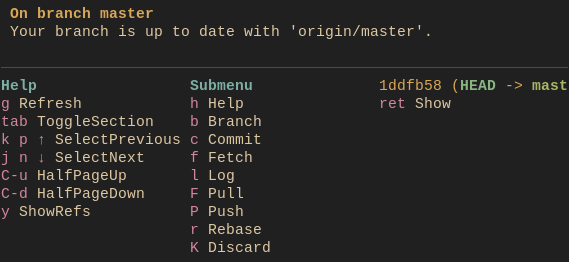 On branch master
Your branch is up to date with 'origin/master'.
Help Submenu 1ddfb58 (HEAD -> mast
g Refresh h Help ret Show
tab ToggleSection b Branch
k p ↑ SelectPrevious c Commit
j n ↓ SelectNext f Fetch
C-u HalfPageUp l Log
C-d HalfPageDown F Pull
y ShowRefs P Push
r Rebase
K Discard